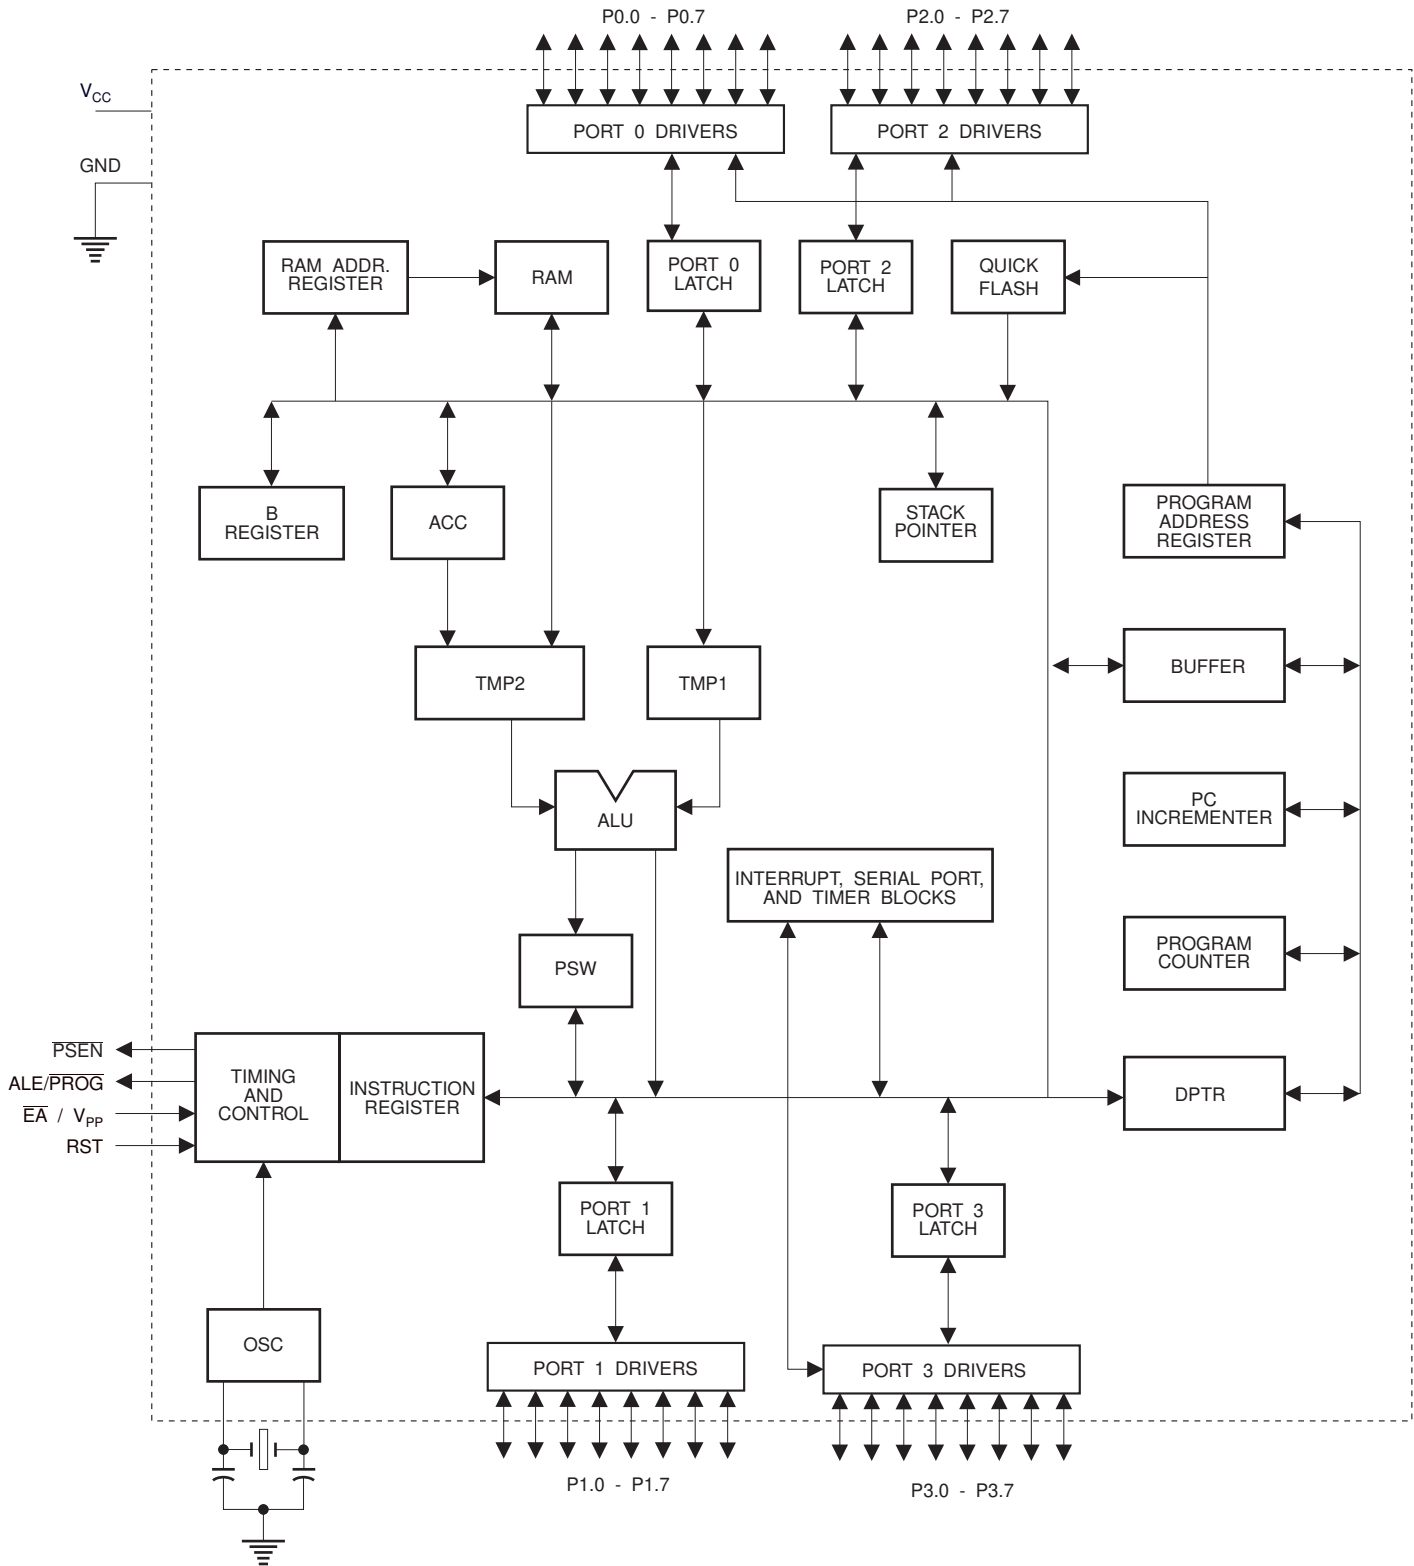 P0.0 - P0.7
P2.0 - P2.7
VCC
PORT 0 DRIVERS
PORT 2 DRIVERS
GND
RAM ADDR.
REGISTER
RAM
PORT 0
LATCH
PORT 2
LATCH
QUICK
FLASH
B
REGISTER
ACC
STACK
POINTER
PROGRAM
ADDRESS
REGISTER
TMP2
TMP1
BUFFER
ALU
PC
INCREMENTER
INTERRUPT, SERIAL PORT,
AND TIMER BLOCKS
PSW
PROGRAM
COUNTER
PSEN
ALE/PROG
EA / VPP
RST
TIMING
AND
CONTROL
INSTRUCTION
REGISTER
DPTR
PORT 1
LATCH
PORT 3
LATCH
OSC
PORT 1 DRIVERS
PORT 3 DRIVERS
P1.0 - P1.7
P3.0 - P3.7